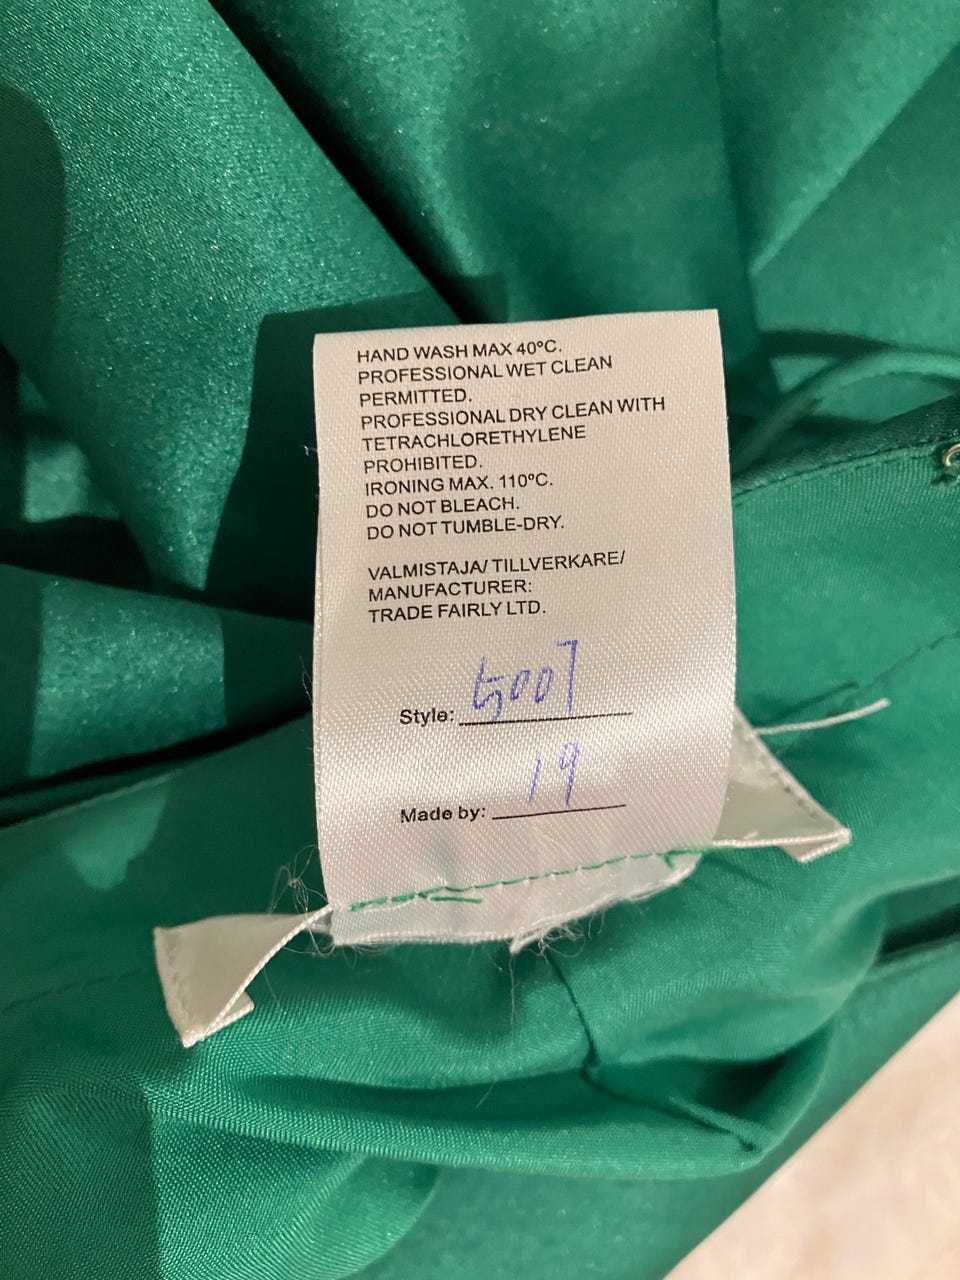 HAND WASH MAX 40ºC.
PROFESSIONAL WET CLEAN
PERMITTED.
PROFESSIONAL DRY CLEAN WITH
TETRACHLORETHYLENE
PROHIBITED.
IRONING MAX. 110ºC.
DO NOT BLEACH.
DO NOT TUMBLE-DRY.
VALMISTAJA/ TILLVERKARE/
MANUFACTURER:
TRADE FAIRLY LTD.
Style: 5007
Made by: 19